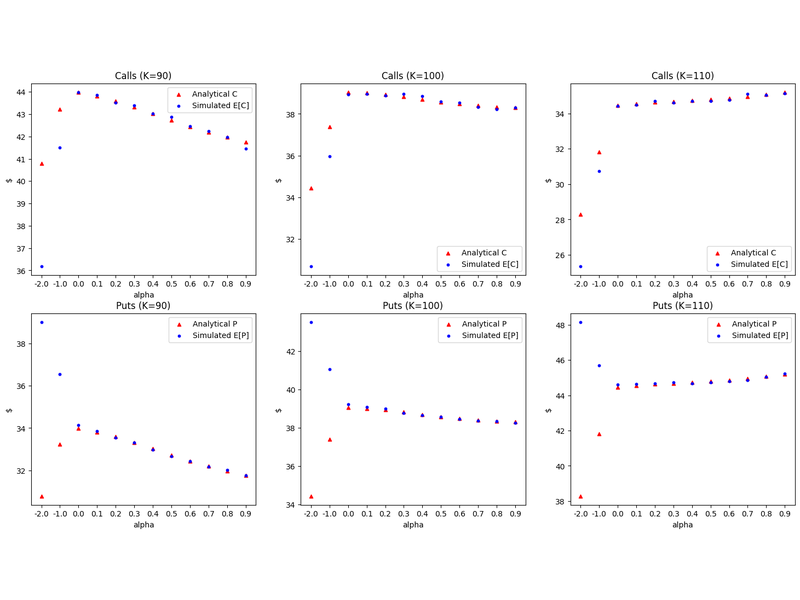 Calls (K=90)
44
43
42
41
40
39
38
37
36
$
Analytical C
Simulated E[C]
-2.0 -1.0 0.0 0.1 0.2 0.3 0.4 0.5 0.6 0.7 0.8 0.9
alpha
Calls (K=100)
38
36
34
32
$
Analytical C
Simulated E[C]
-2.0 -1.0 0.0 0.1 0.2 0.3 0.4 0.5 0.6 0.7 0.8 0.9
alpha
Calls (K=110)
34
32
30
28
26
$
Analytical C
Simulated E[C]
-2.0 -1.0 0.0 0.1 0.2 0.3 0.4 0.5 0.6 0.7 0.8 0.9
alpha
Puts (K=90)
38
36
34
32
$
Analytical P
Simulated E[P]
-2.0 -1.0 0.0 0.1 0.2 0.3 0.4 0.5 0.6 0.7 0.8 0.9
alpha
Puts (K=100)
42
40
38
36
34
$
Analytical P
Simulated E[P]
-2.0 -1.0 0.0 0.1 0.2 0.3 0.4 0.5 0.6 0.7 0.8 0.9
alpha
Puts (K=110)
48
46
44
42
40
38
$
Analytical P
Simulated E[P]
-2.0 -1.0 0.0 0.1 0.2 0.3 0.4 0.5 0.6 0.7 0.8 0.9
alpha